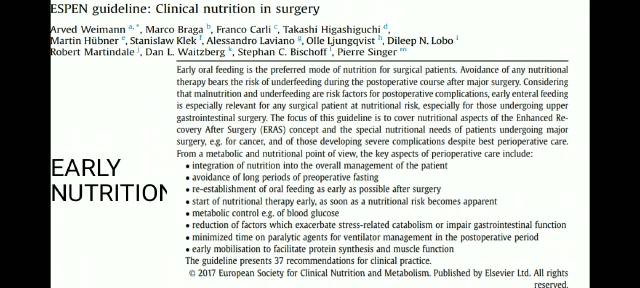 ESPEN guideline: Clinical nutrition in surgery
Arved Weimann a, *, Marco Braga b, Franco Carli c, Takashi Higashiguchi d,
Martin Hübner e, Stanislaw Klek f, Alessandro Laviano g, Olle Ljungqvist h, Dileep N. Lobo i,
Robert Martindale j, Dan L. Waitzberg k, Stephan C. Bischoff l, Pierre Singer m
Early oral feeding is the preferred mode of nutrition for surgical patients. Avoidance of any nutritional
therapy bears the risk of underfeeding during the postoperative course after major surgery. Considering
that malnutrition and underfeeding are risk factors for postoperative complications, early enteral feeding
is especially relevant for any surgical patient at nutritional risk, especially for those undergoing upper
gastrointestinal surgery. The focus of this guideline is to cover nutritional aspects of the Enhanced Re-
covery After Surgery (ERAS) concept and the special nutritional needs of patients undergoing major
surgery, e.g. for cancer, and of those developing severe complications despite best perioperative care.
From a metabolic and nutritional point of view, the key aspects of perioperative care include:
• integration of nutrition into the overall management of the patient
• avoidance of long periods of preoperative fasting
• re-establishment of oral feeding as early as possible after surgery
• start of nutritional therapy early, as soon as a nutritional risk becomes apparent
• metabolic control e.g. of blood glucose
• reduction of factors which exacerbate stress-related catabolism or impair gastrointestinal function
• minimized time on paralytic agents for ventilator management in the postoperative period
• early mobilisation to facilitate protein synthesis and muscle function
The guideline presents 37 recommendations for clinical practice.
© 2017 European Society for Clinical Nutrition and Metabolism. Published by Elsevier Ltd. All rights
reserved.
EARLY
NUTRITION